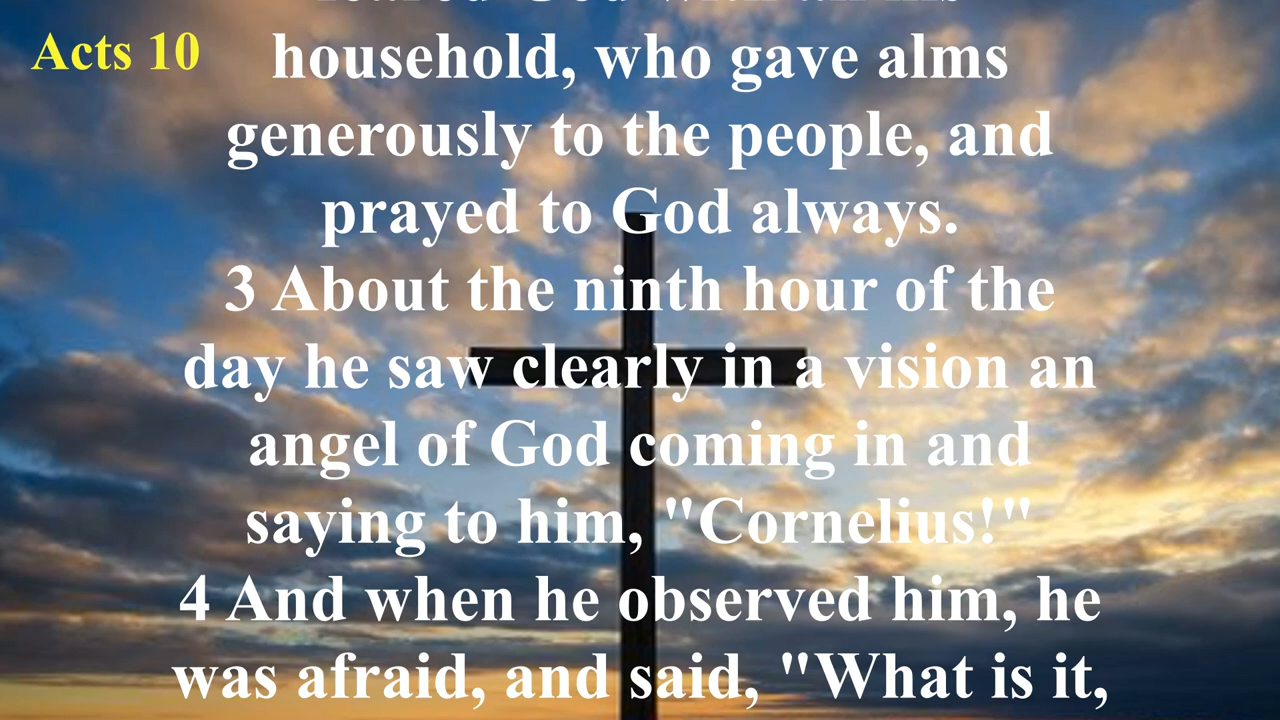 Acts 10
household, who gave alms
generously to the people, and
prayed to God always.
3 About the ninth hour of the
day he saw clearly in a vision an
angel of God coming in and
saying to him, "Cornelius!"
4 And when he observed him, he
was afraid, and said, "What is it,